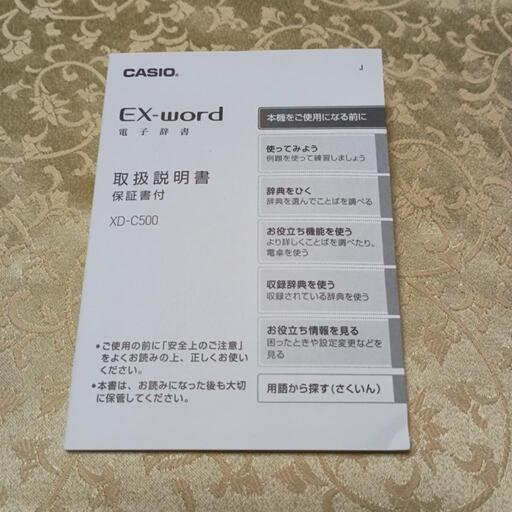 CASIO®
J
EX-word
電子辞書
取扱説明書
保証書付
XD-C500
•ご使用の前に「安全上のご注意」
をよくお読みの上、正しくお使い
ください。
•本書は、お読みになった後も大切
に保管してください。
本機をご使用になる前に
使ってみよう
例題を使って練習しましょう
辞典をひく
辞典を選んでことばを調べる
お役立ち機能を使う
より詳しくことばを調べたり、
電卓を使う
収録辞典を使う
収録されている辞典を使う
お役立ち情報を見る
困ったときや設定変更などを
見る
用語から探す(さくいん)